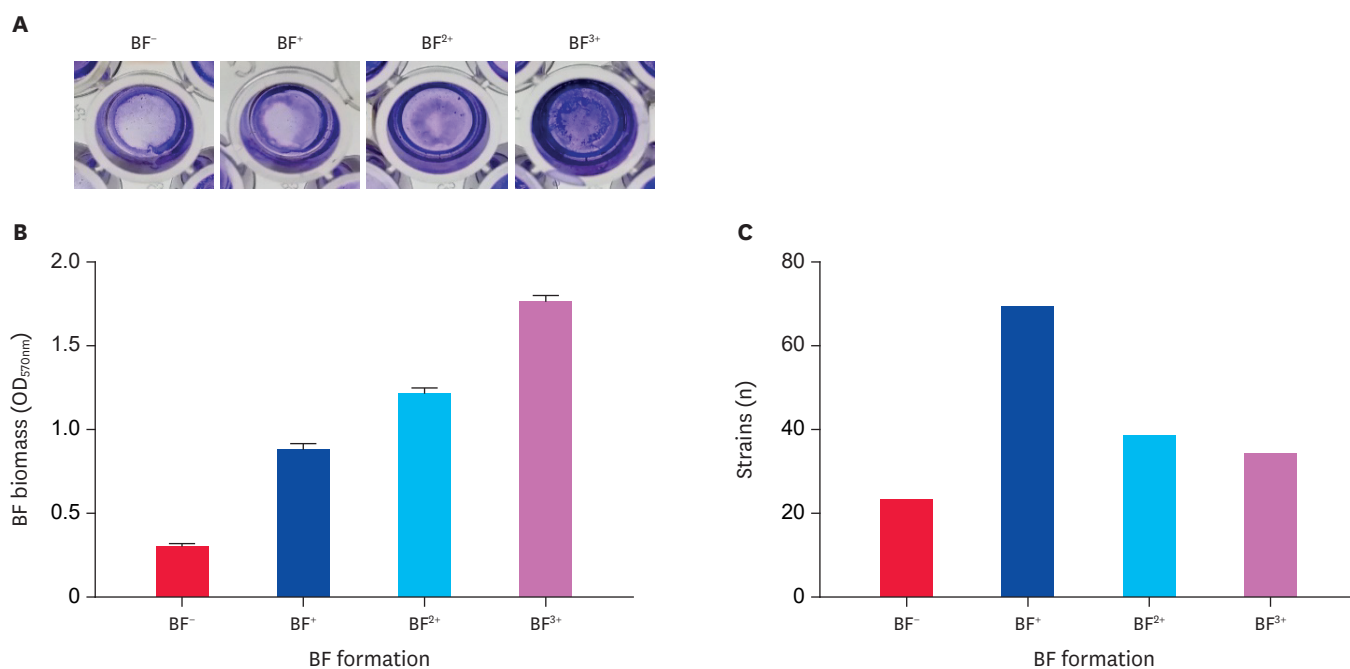 A
BF⁻ BF⁺ BF²⁺ BF³⁺
B
BF biomass (OD₅₇₀ₙₘ)
2.0
1.5
1.0
0.5
0
BF⁻ BF⁺ BF²⁺ BF³⁺
BF formation
C
Strains (n)
80
60
40
20
0
BF⁻ BF⁺ BF²⁺ BF³⁺
BF formation